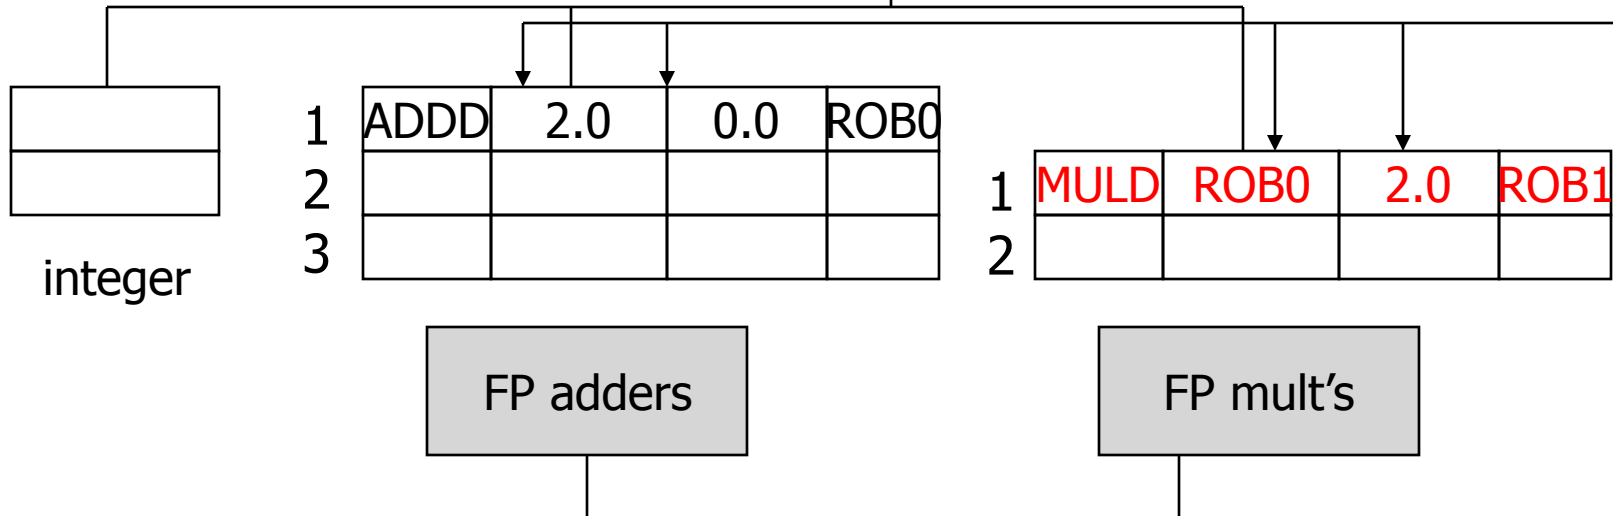 1 ADDD 2.0 0.0 ROB0
2
3
1 MULD ROB0 2.0 ROB1
2
integer
FP adders
FP mult’s